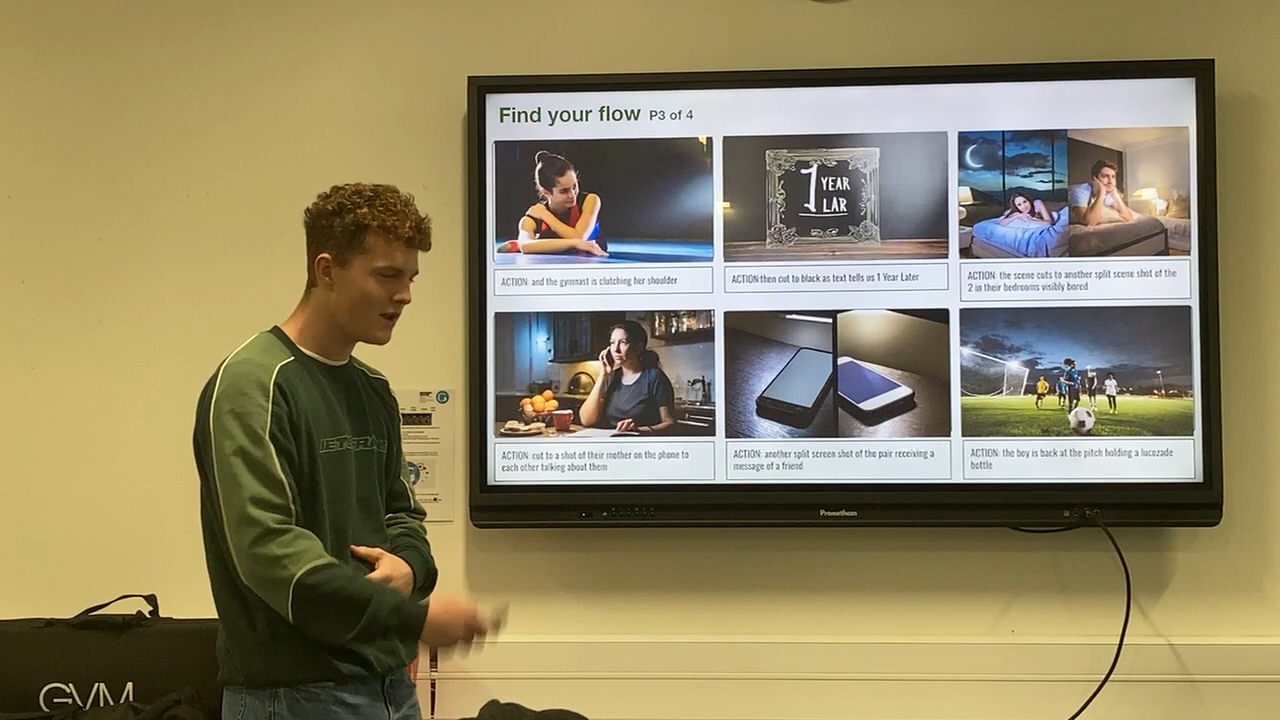 Find your flow P3 of 4
1 YEAR
LAR
ACTION: and the gymnast is clutching her shoulder
ACTION:then cut to black as text tells us 1 Year Later
ACTION: the scene cuts to another split scene shot of the
2 in their bedrooms visibly bored
ACTION: cut to a shot of their mother on the phone to
each other talking about them
ACTION: another split screen shot of the pair receiving a
message of a friend
ACTION: the boy is back at the pitch holding a lucozade
bottle
Promethean
GVM